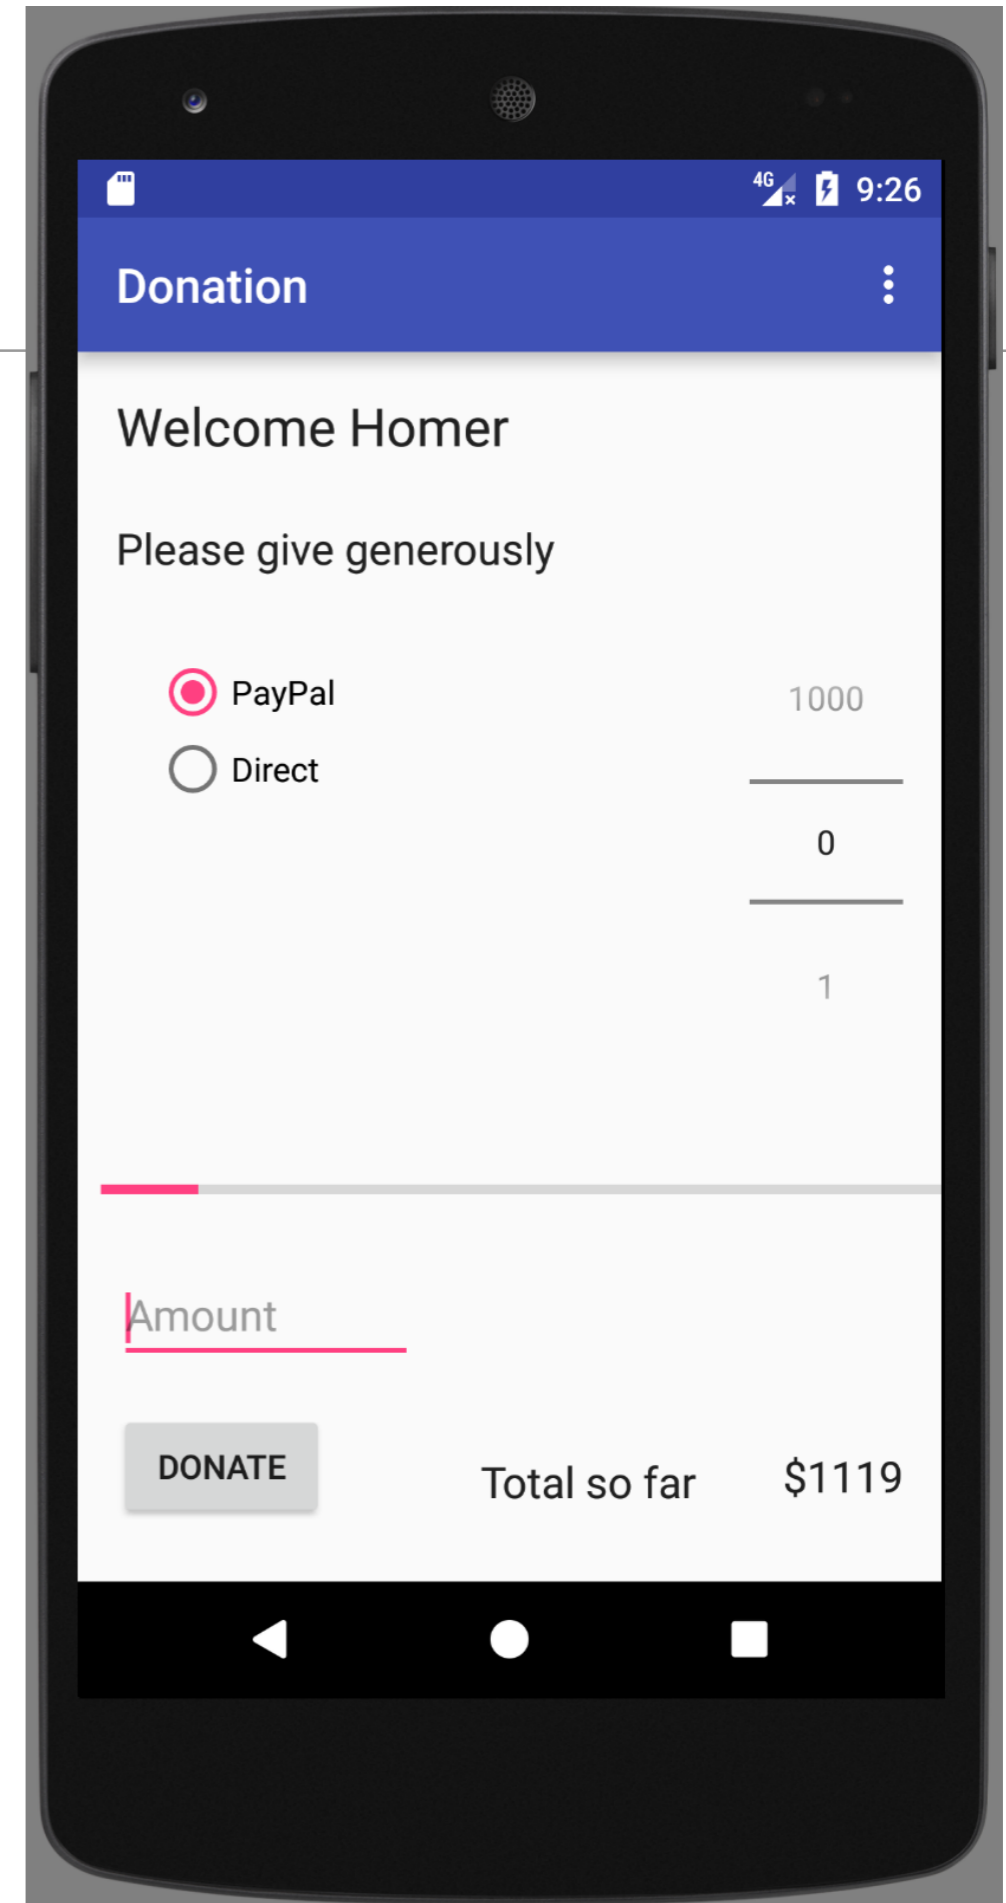 4G 9:26
Donation
Welcome Homer
Please give generously
PayPal
1000
Direct
0
1
Amount
DONATE
Total so far
$1119